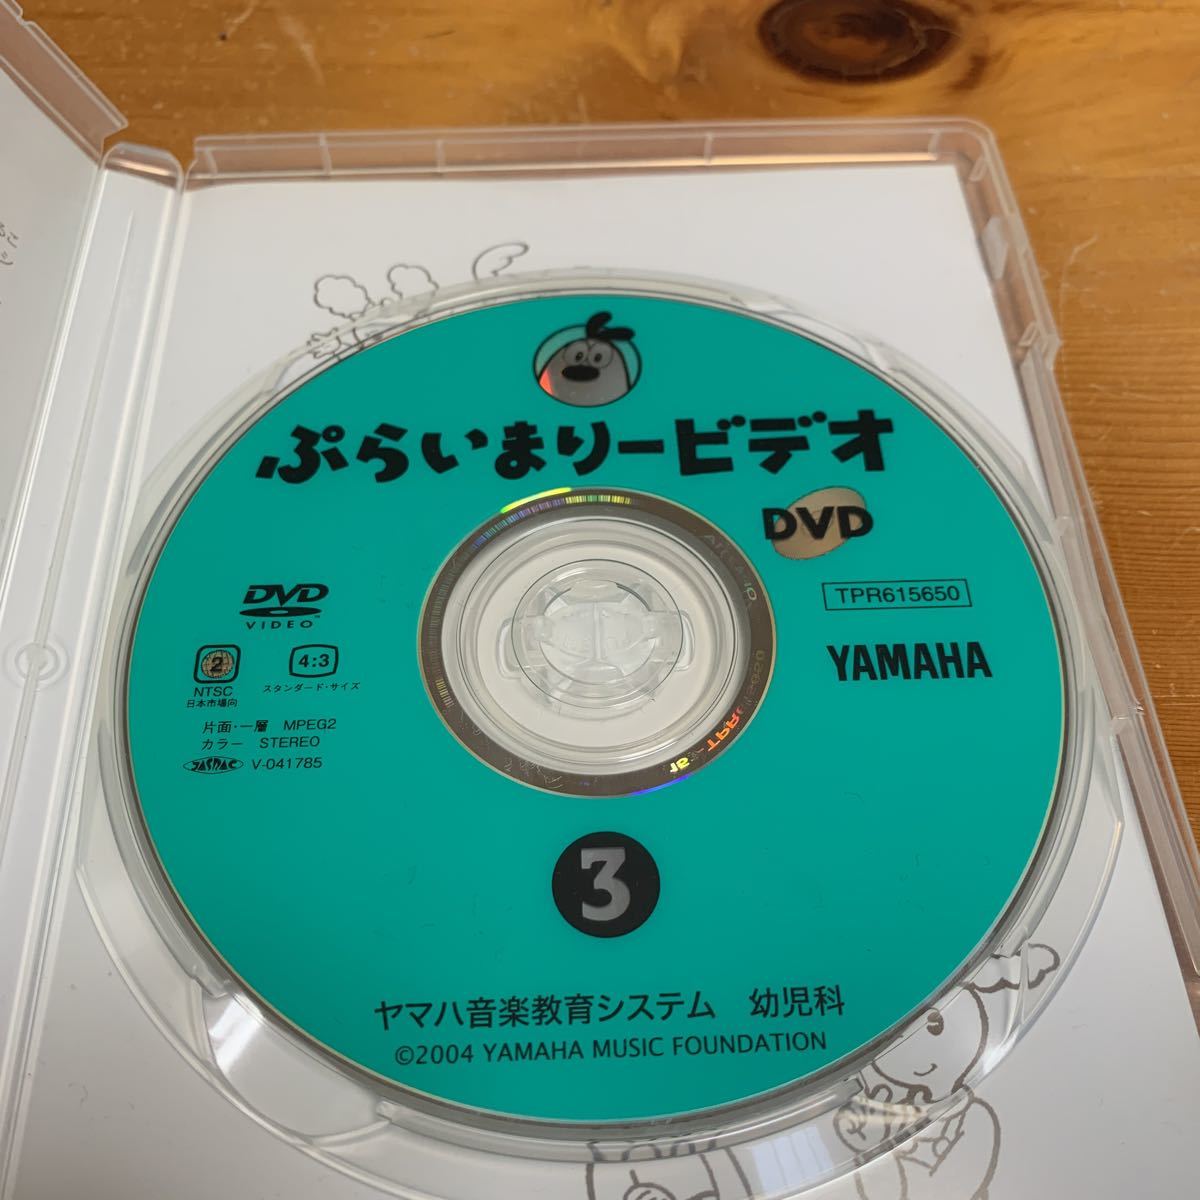 ぷらいまりービデオ
DVD
DVD
VIDEO
TPR615650
YAMAHA
2
NTSC
日本市場向
4:3
スタンダード・サイズ
片面・一層 MPEG2
カラー STEREO
JASRAC V-041785
3
ヤマハ音楽教育システム 幼児科
©2004 YAMAHA MUSIC FOUNDATION